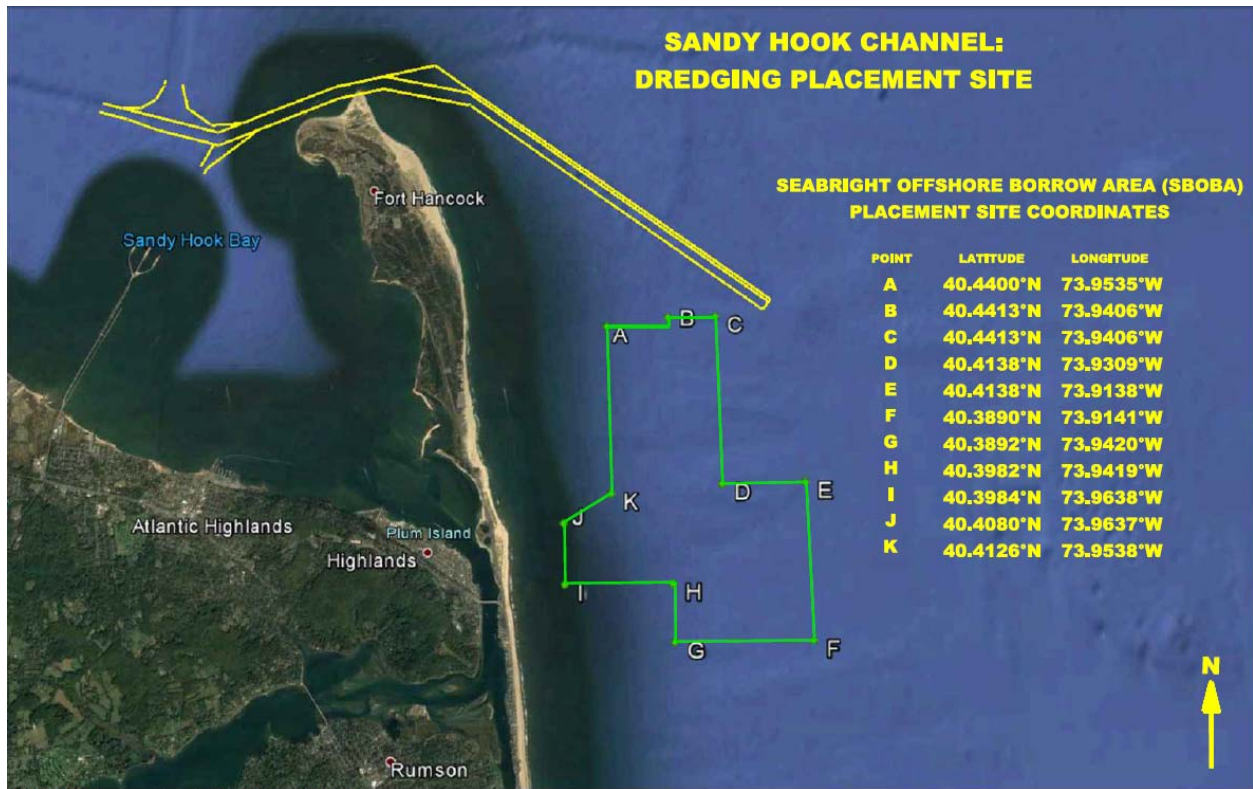 SANDY HOOK CHANNEL:
DREDGING PLACEMENT SITE
SEABRIGHT OFFSHORE BORROW AREA (SBOBA)
PLACEMENT SITE COORDINATES
POINT LATITUDE LONGITUDE
A 40.4400°N 73.9535°W
B 40.4413°N 73.9406°W
C 40.4413°N 73.9406°W
D 40.4138°N 73.9309°W
E 40.4138°N 73.9138°W
F 40.3890°N 73.9141°W
G 40.3892°N 73.9420°W
H 40.3982°N 73.9419°W
I 40.3984°N 73.9638°W
J 40.4080°N 73.9637°W
K 40.4126°N 73.9538°W
Fort Hancock
Sandy Hook Bay
A
B
C
D
E
K
J
Atlantic Highlands
Plum Island
Highlands
I
H
G
F
Rumson
N